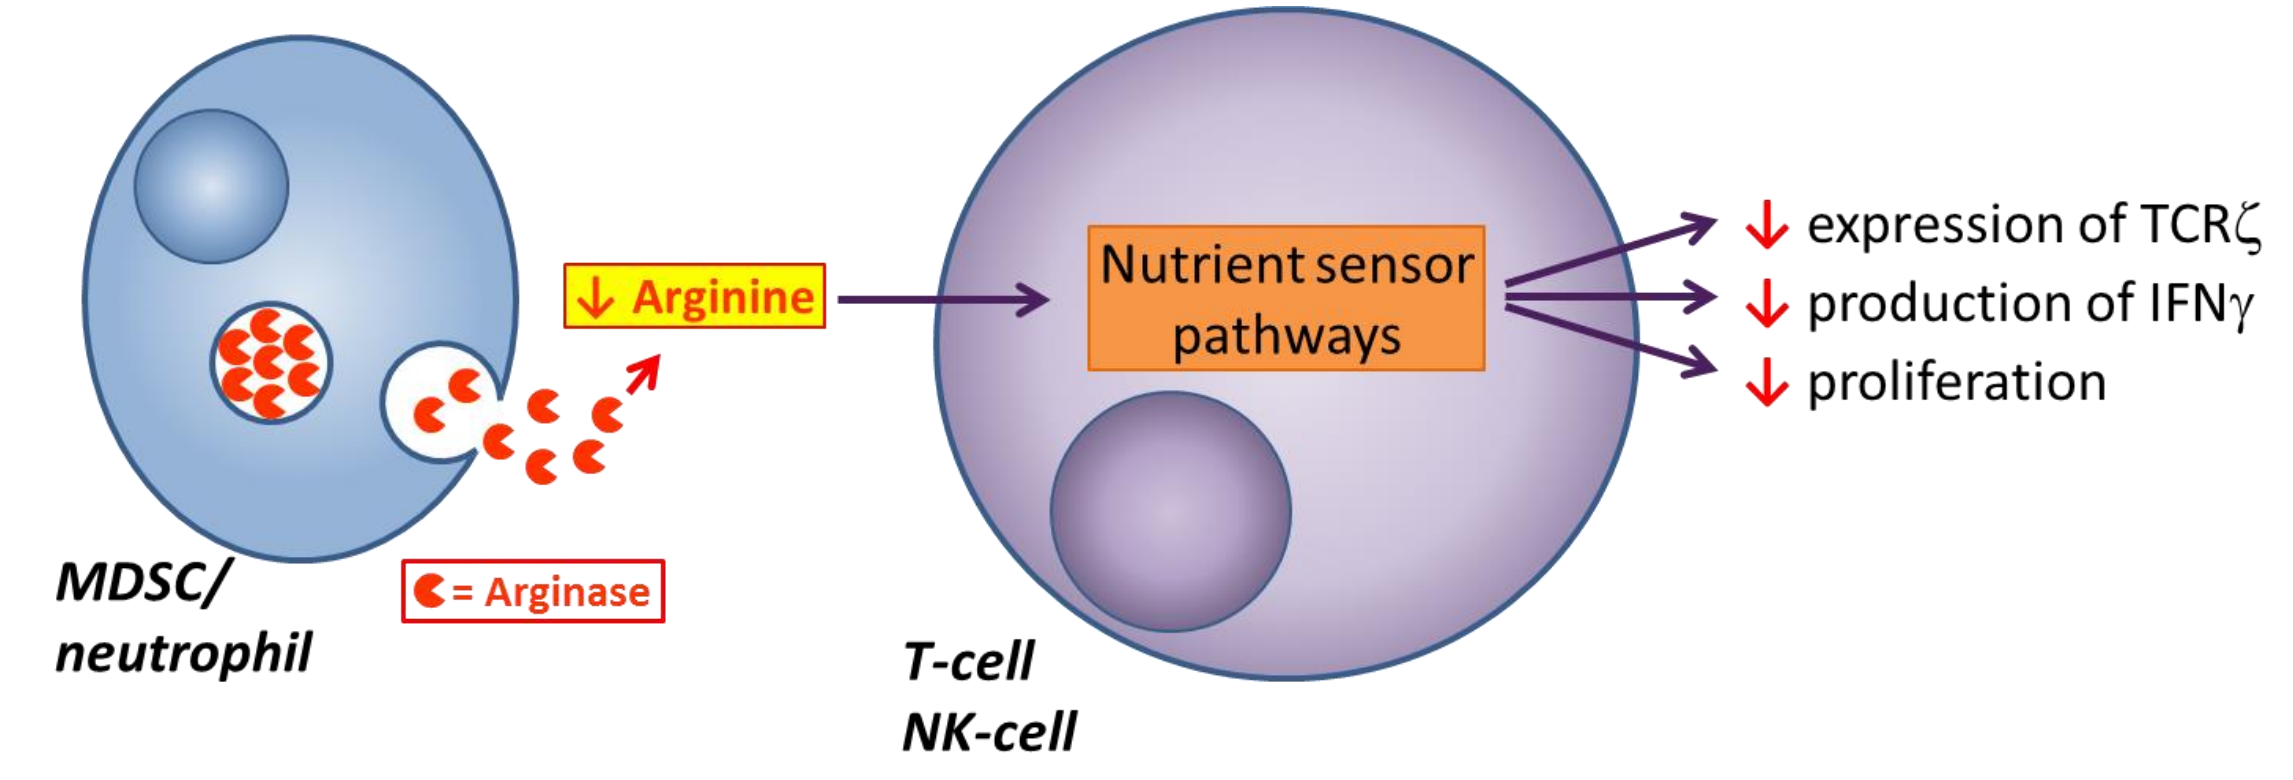 ↓ Arginine
Nutrient sensor
pathways
↓ expression of TCRζ
↓ production of IFNγ
↓ proliferation
MDSC/
neutrophil
= Arginase
T-cell
NK-cell